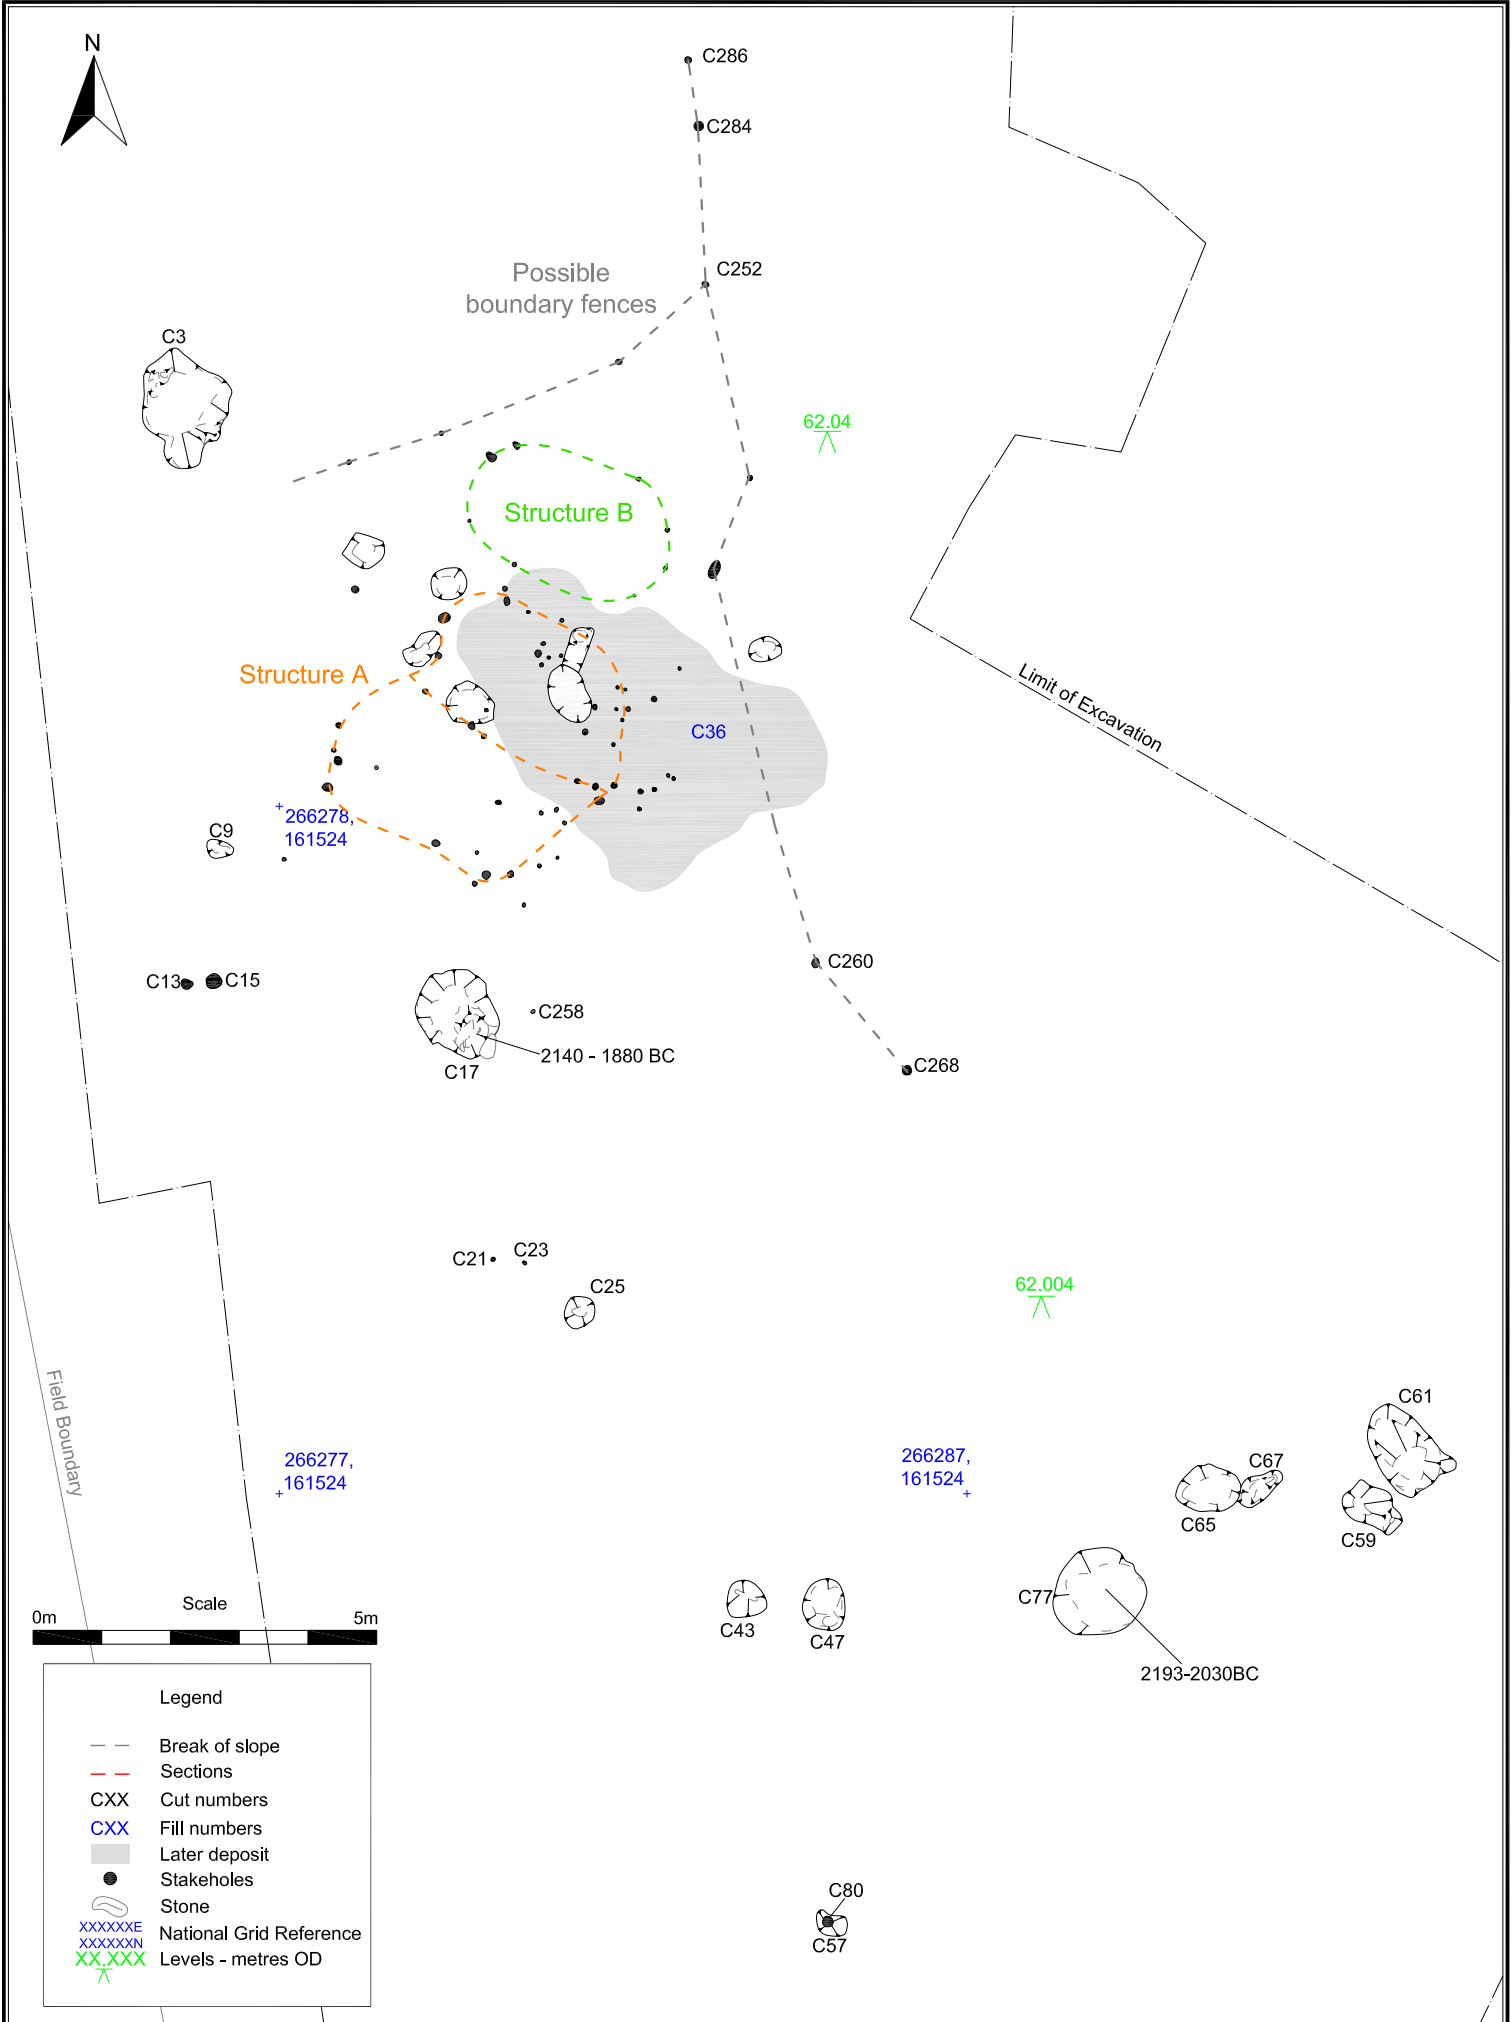 N
C286
C284
C252
Possible
boundary fences
C3
62.04
Structure B
Structure A
Limit of Excavation
C36
266278,
161524
C9
C13
C15
C260
C258
2140 - 1880 BC
C17
C268
C21
C23
C25
62.004
Field Boundary
C61
266277,
161524
266287,
161524
C67
C65
C59
C77
C43
C47
2193-2030BC
Scale
0m
5m
Legend
Break of slope
Sections
CXX Cut numbers
CXX Fill numbers
Later deposit
Stakeholes
Stone
XXXXXXE
XXXXXXN
National Grid Reference
XX.XXX Levels - metres OD
C80
C57